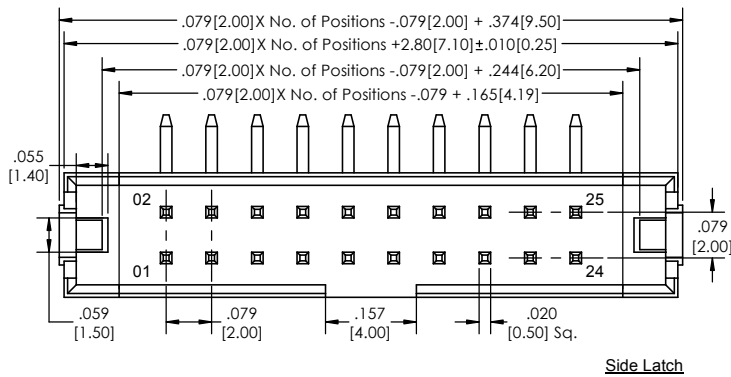 .079[2.00]X No. of Positions -.079[2.00] + .374[9.50]
.079[2.00]X No. of Positions +2.80[7.10]±.010[0.25]
.079[2.00]X No. of Positions -.079[2.00] + .244[6.20]
.079[2.00]X No. of Positions -.079 + .165[4.19]
.055
[1.40]
02
25
.079
[2.00]
01
24
.059
[1.50]
.079
[2.00]
.157
[4.00]
.020
[0.50] Sq.
Side Latch